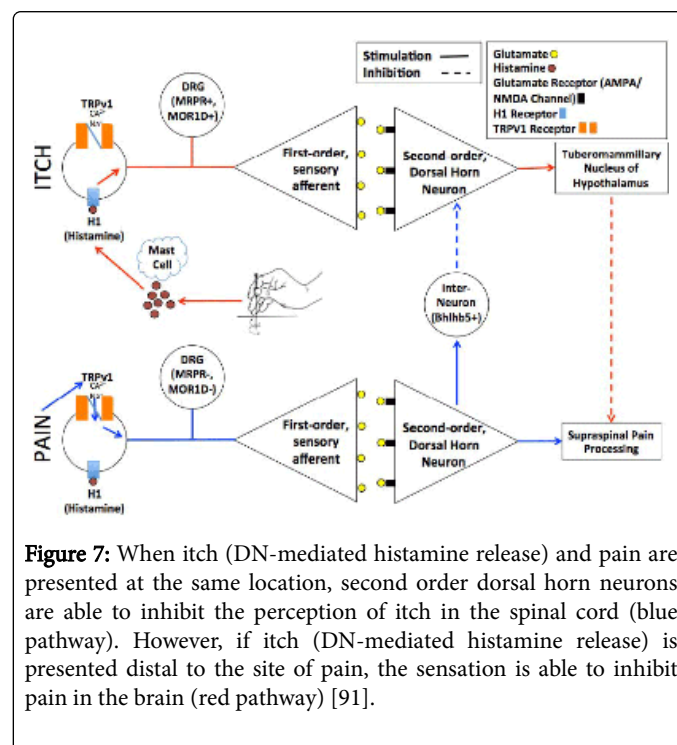 Stimulation
Inhibition
Glutamate
Histamine
Glutamate Receptor (AMPA/
NMDA Channel)
H1 Receptor
TRPV1 Receptor
ITCH
TRPv1
CA²⁺
H1
(Histamine)
DRG
(MRPR+,
MOR1D+)
First-order,
sensory
afferent
Second-order,
Dorsal Horn
Neuron
Tuberomammillary
Nucleus of
Hypothalamus
Mast
Cell
Inter-
Neuron
(Bhlhb5+)
PAIN
TRPv1
CA²⁺
H1
(Histamine)
DRG
(MRPR-,
MOR1D-)
First-order,
sensory
afferent
Second-order,
Dorsal Horn
Neuron
Supraspinal Pain
Processing
Figure 7: When itch (DN-mediated histamine release) and pain are
presented at the same location, second order dorsal horn neurons
are able to inhibit the perception of itch in the spinal cord (blue
pathway). However, if itch (DN-mediated histamine release) is
presented distal to the site of pain, the sensation is able to inhibit
pain in the brain (red pathway) [91].